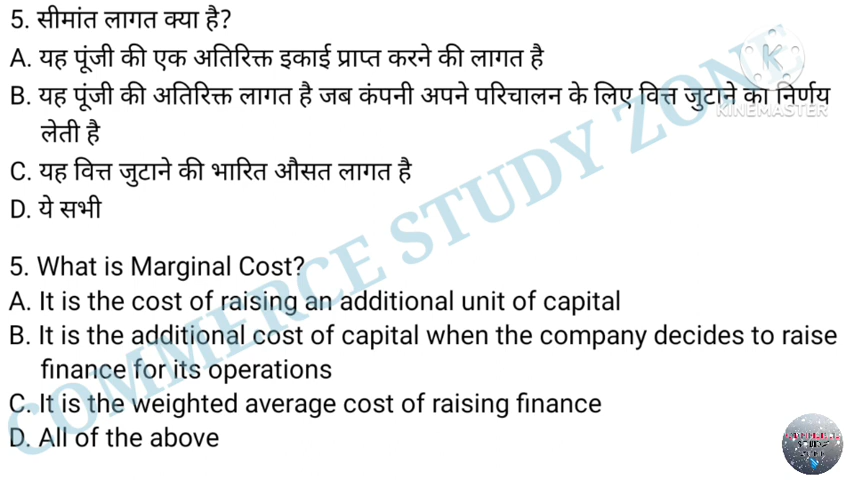 5. सीमांत लागत क्या है?
A. यह पूंजी की एक अतिरिक्त इकाई प्राप्त करने की लागत है
B. यह पूंजी की अतिरिक्त लागत है जब कंपनी अपने परिचालन के लिए वित्त जुटाने का निर्णय
लेती है
C. यह वित्त जुटाने की भारित औसत लागत है
D. ये सभी
5. What is Marginal Cost?
A. It is the cost of raising an additional unit of capital
B. It is the additional cost of capital when the company decides to raise
finance for its operations
C. It is the weighted average cost of raising finance
D. All of the above
COMMERCE STUDY ZONE
K
KINEMASTER
COMMERCE
STUDY
ZONE